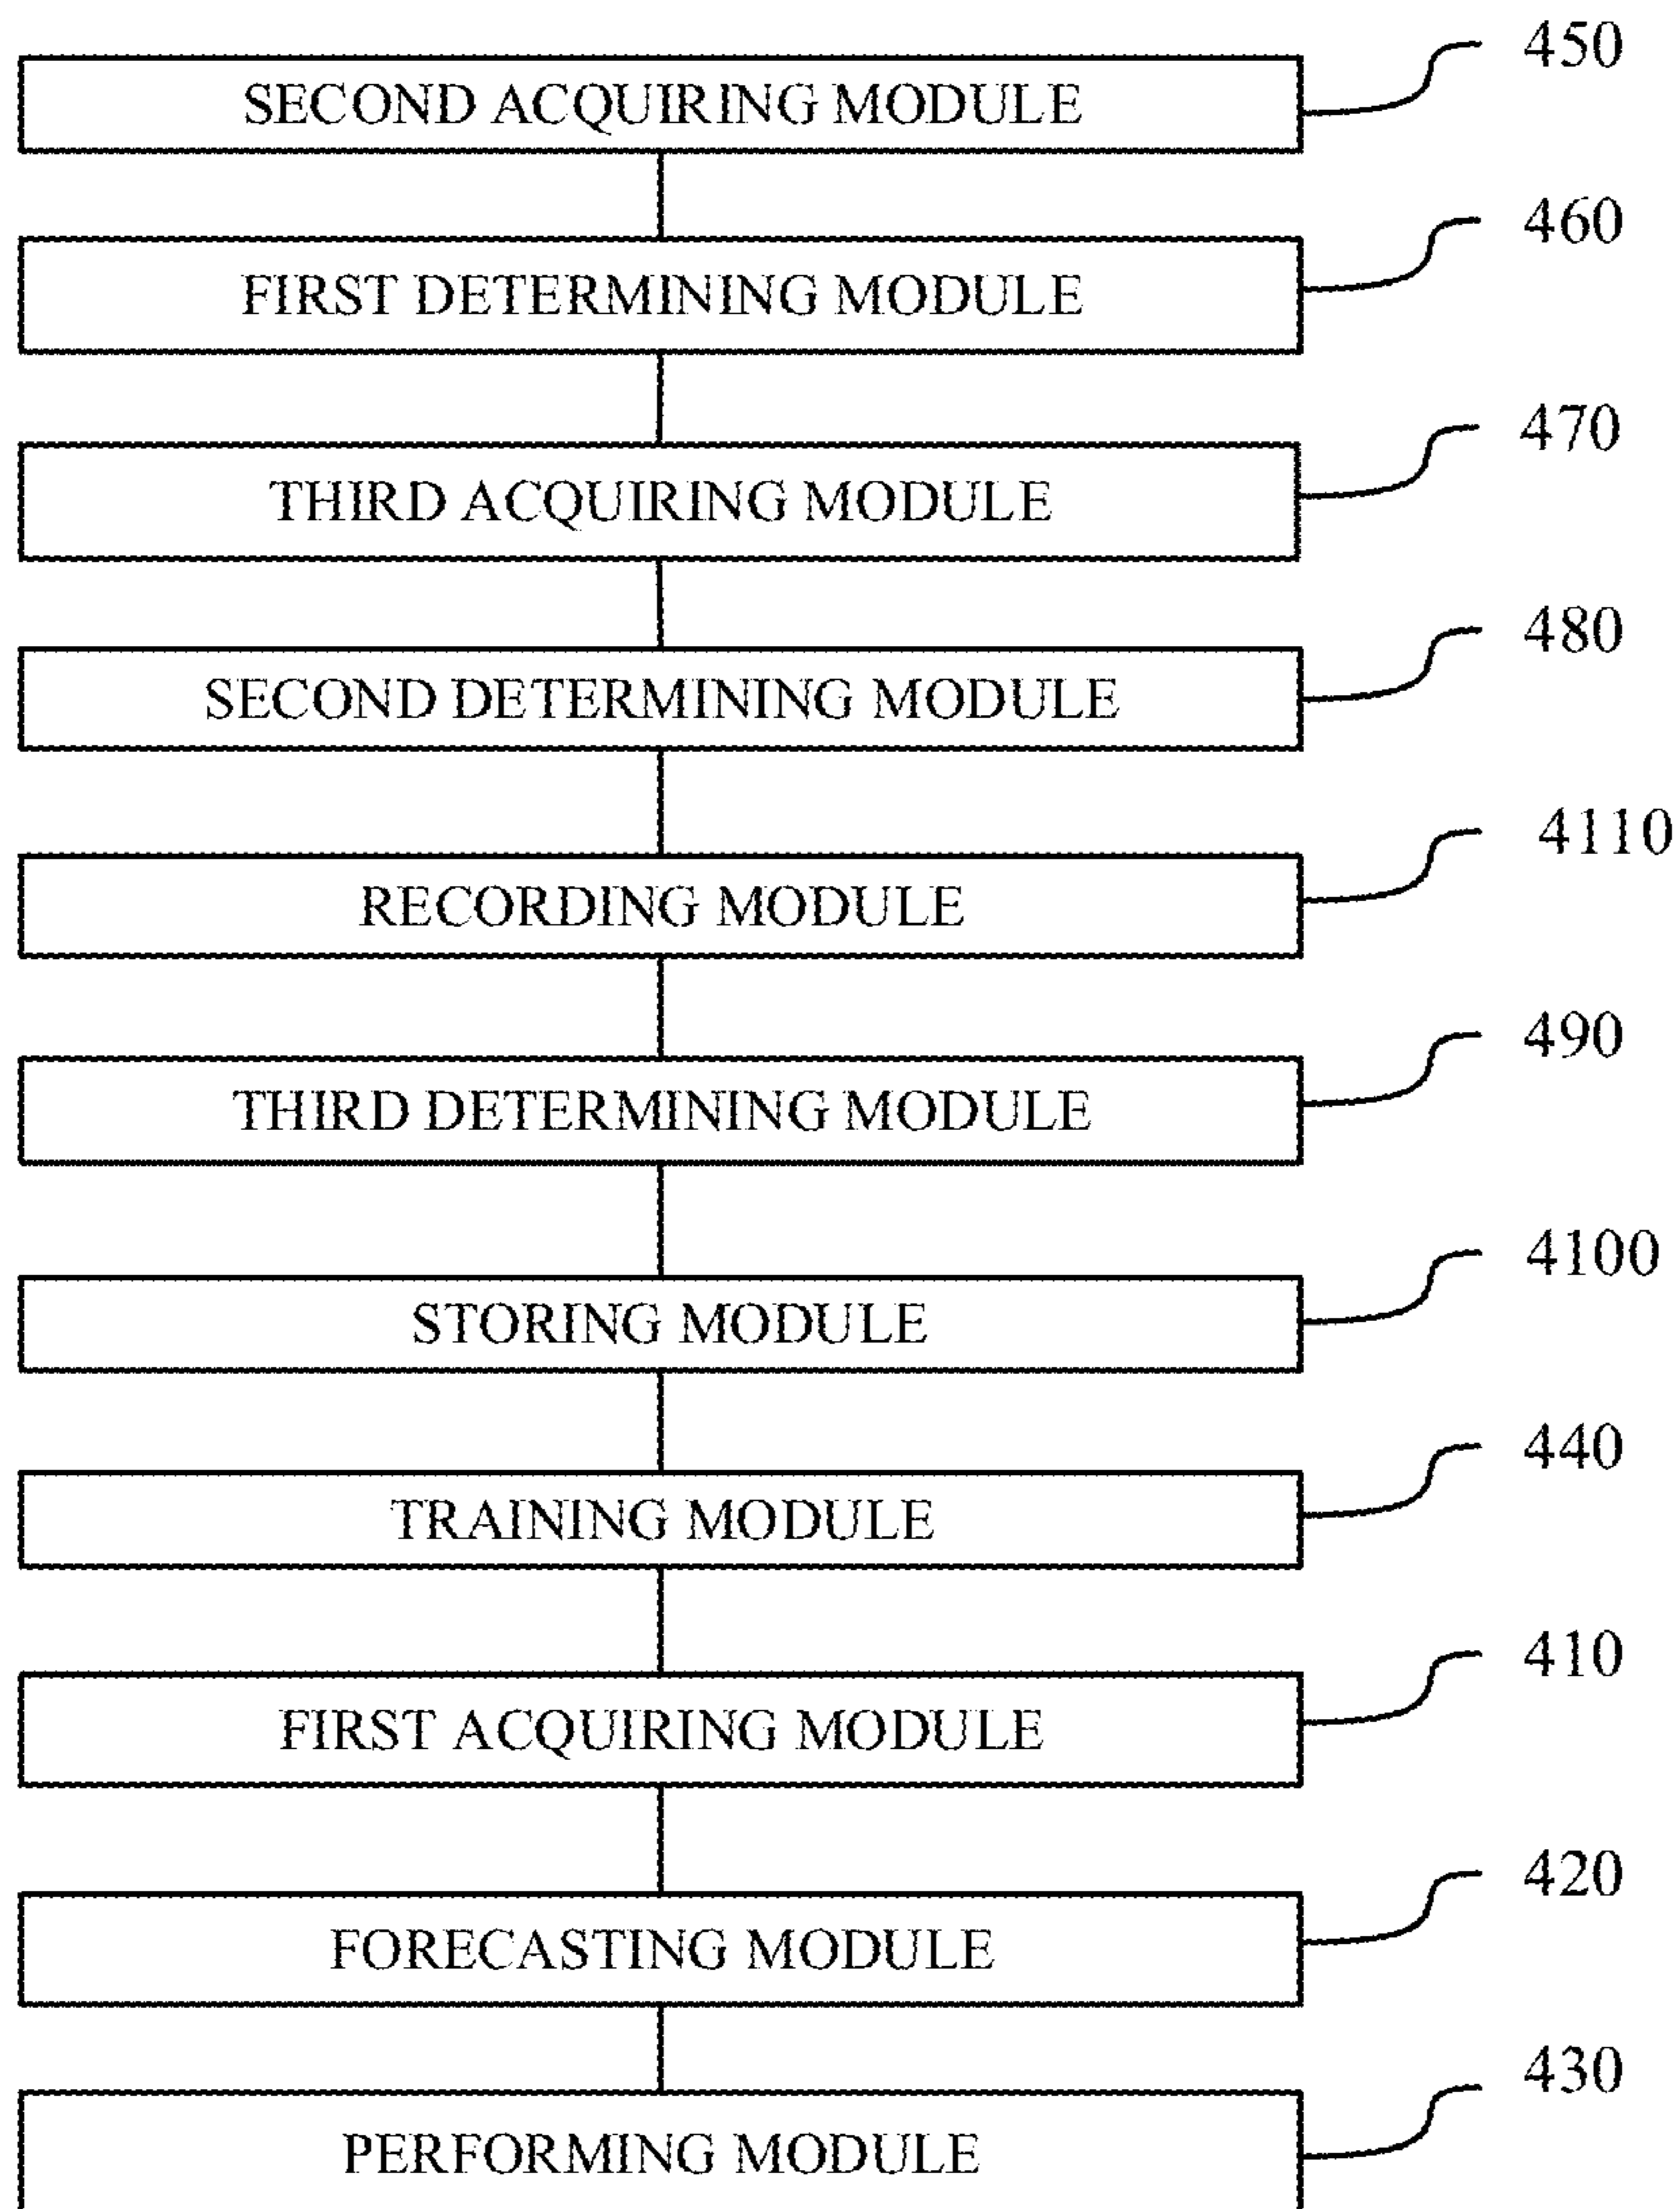 450
SECOND ACQUIRING MODULE
460
FIRST DETERMINING MODULE
470
THIRD ACQUIRING MODULE
480
SECOND DETERMINING MODULE
4110
RECORDING MODULE
490
THIRD DETERMINING MODULE
4100
STORING MODULE
440
TRAINING MODULE
410
FIRST ACQUIRING MODULE
420
FORECASTING MODULE
430
PERFORMING MODULE